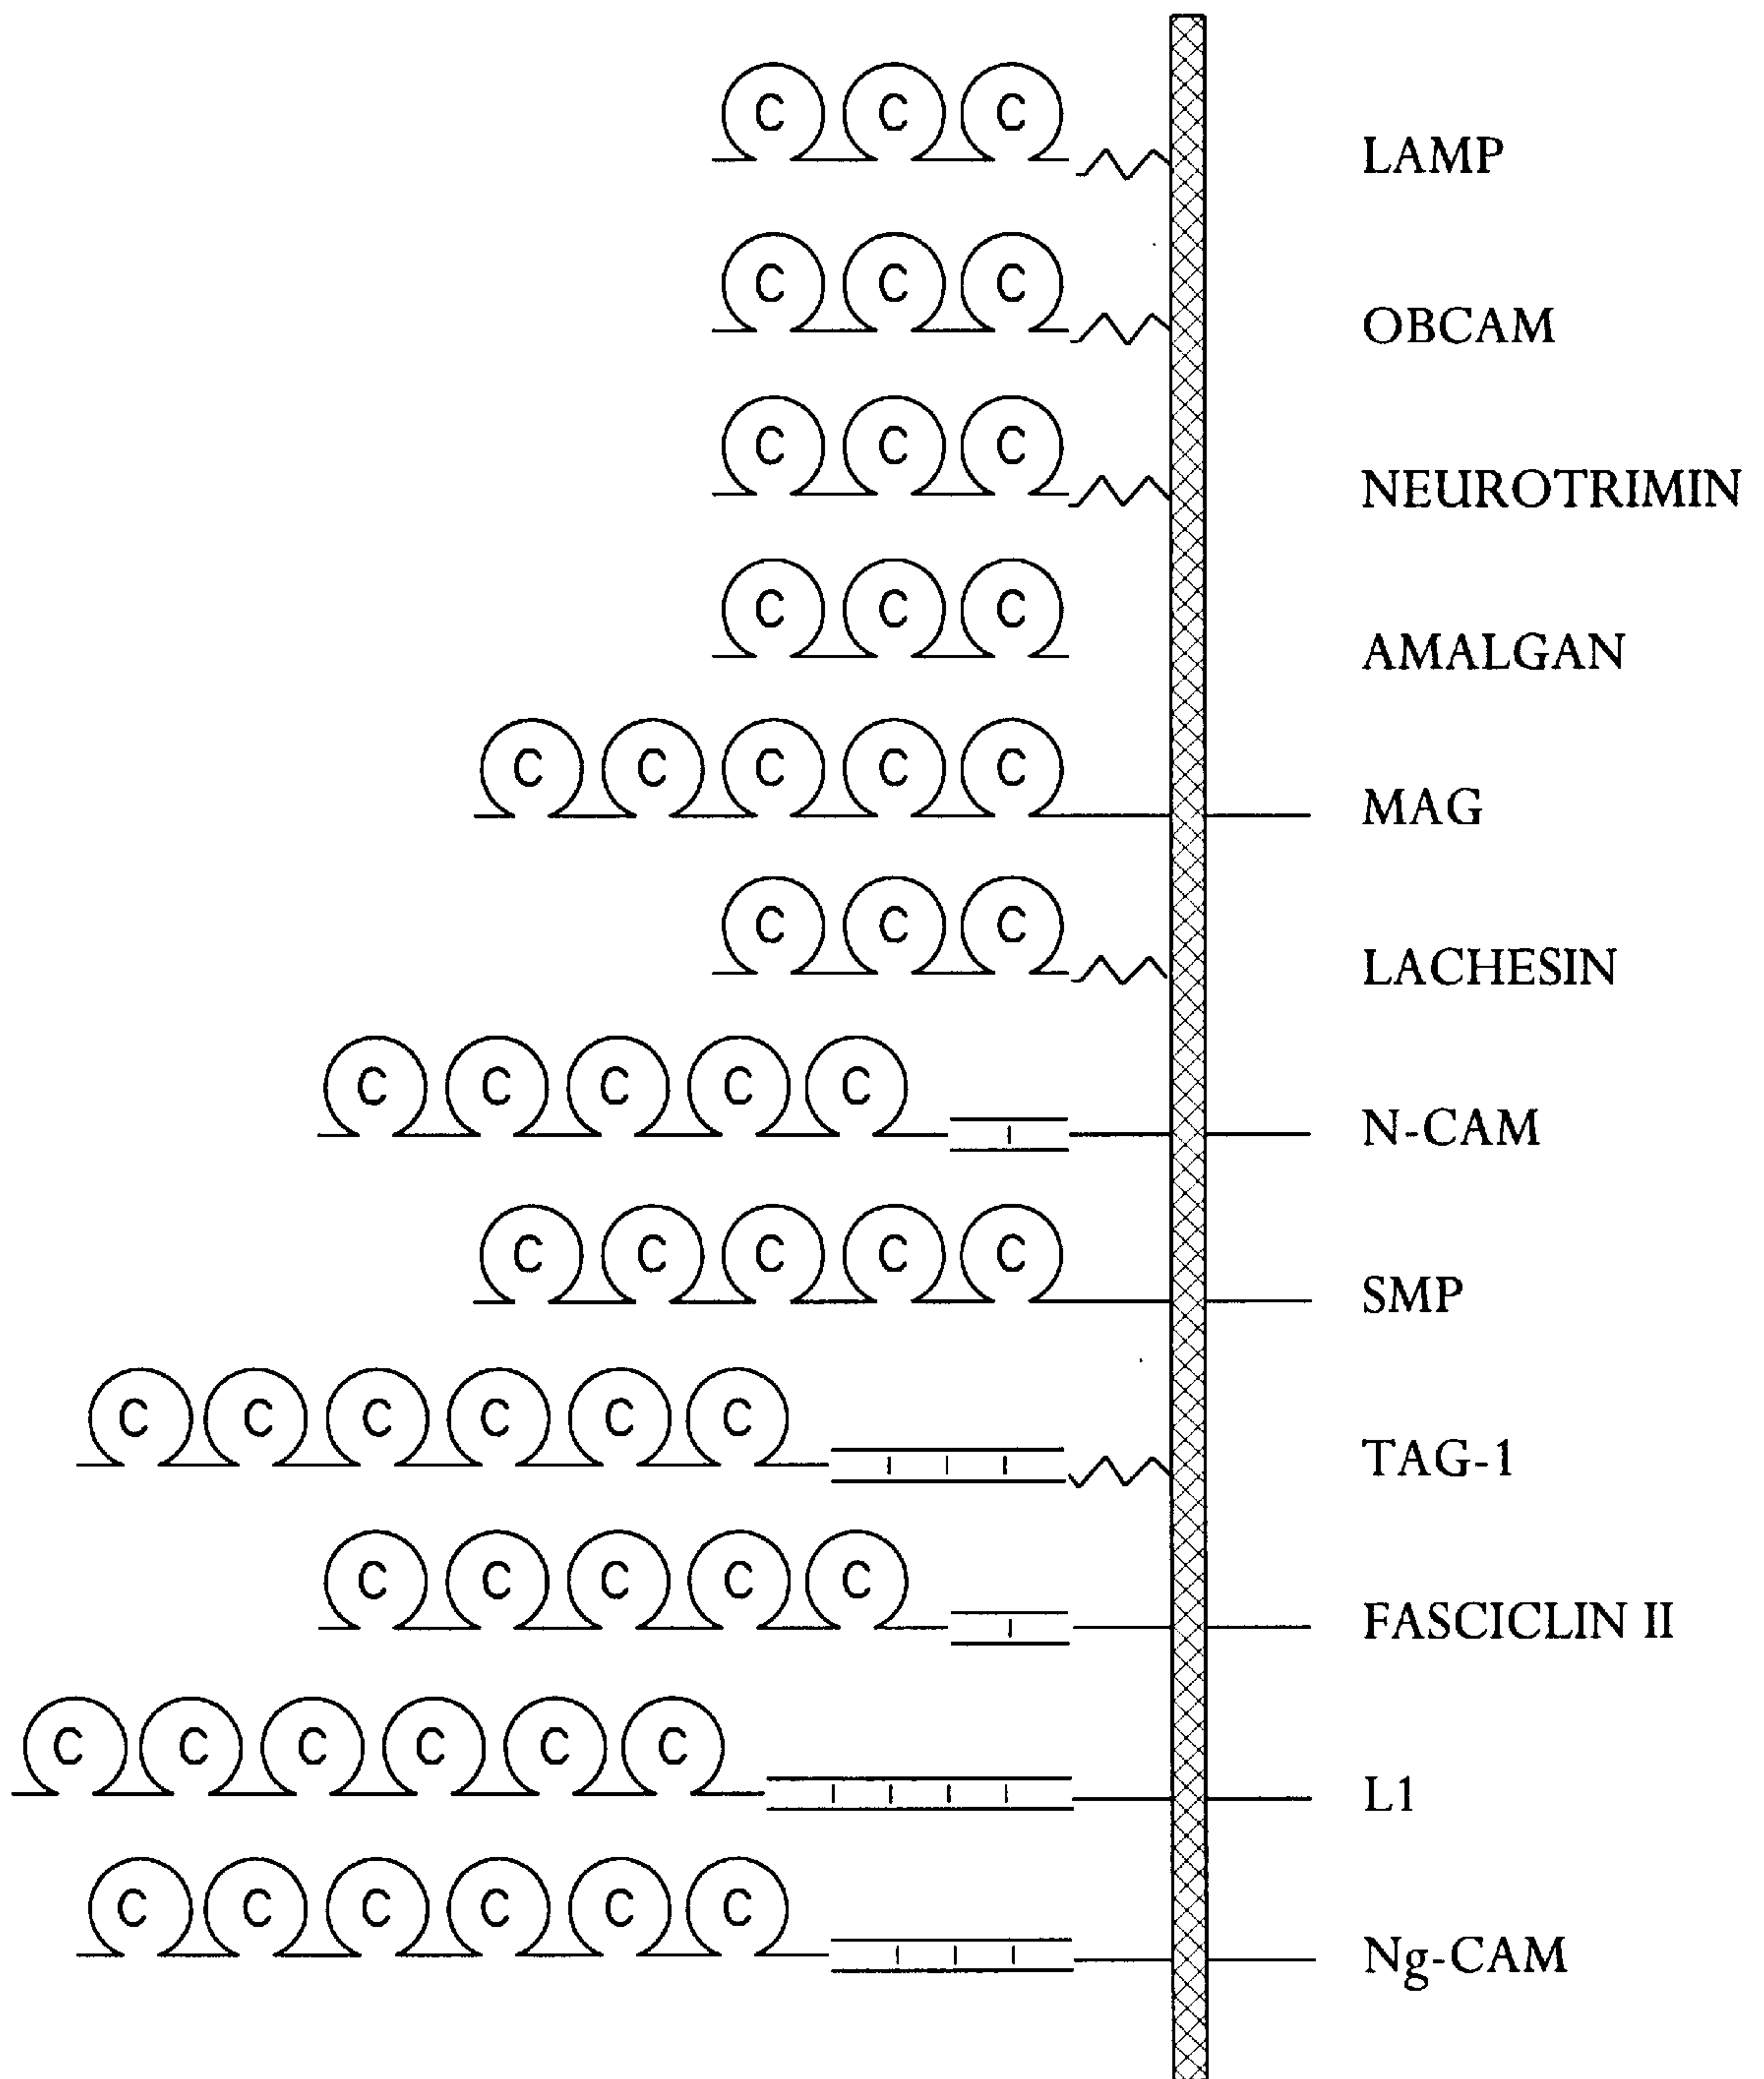 C C C LAMP
C C C OBCAM
C C C NEUROTRIMIN
C C C AMALGAN
C C C C C MAG
C C C LACHESIN
C C C C C N-CAM
C C C C C SMP
C C C C C C TAG-1
C C C C C FASCICLIN II
C C C C C C L1
C C C C C C Ng-CAM